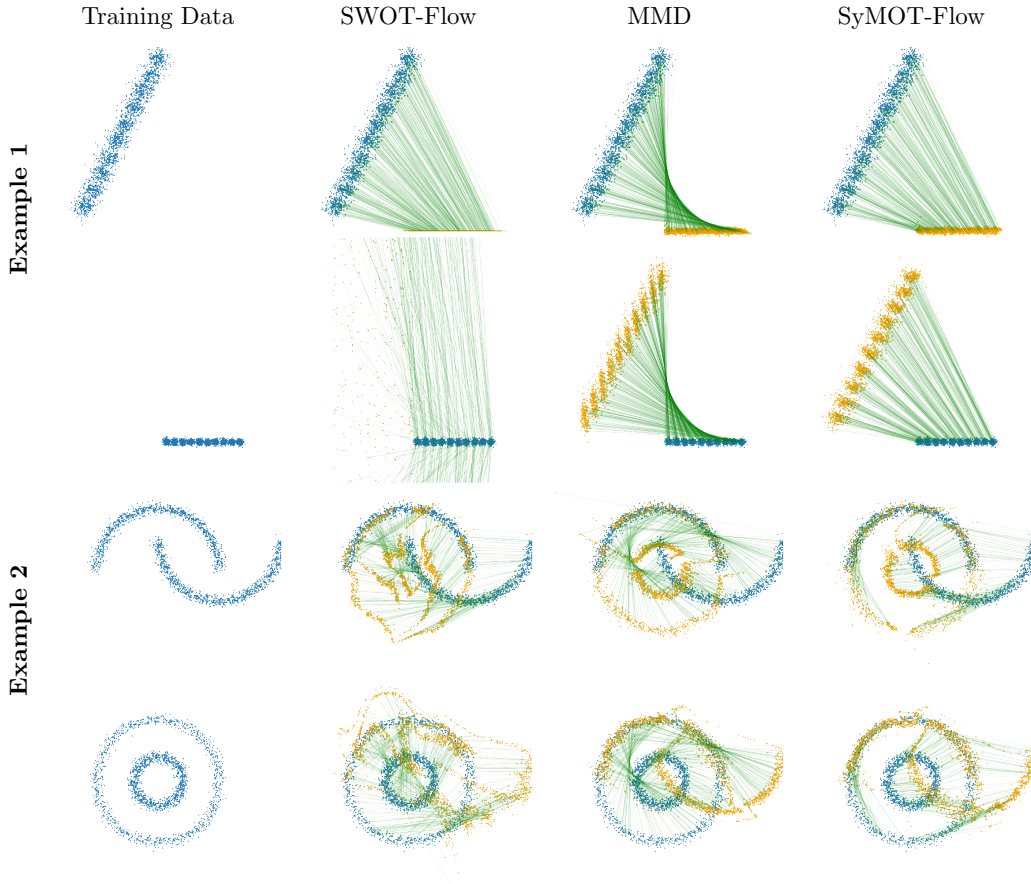 Training Data
SWOT-Flow
MMD
SyMOT-Flow
Example 1
Example 2